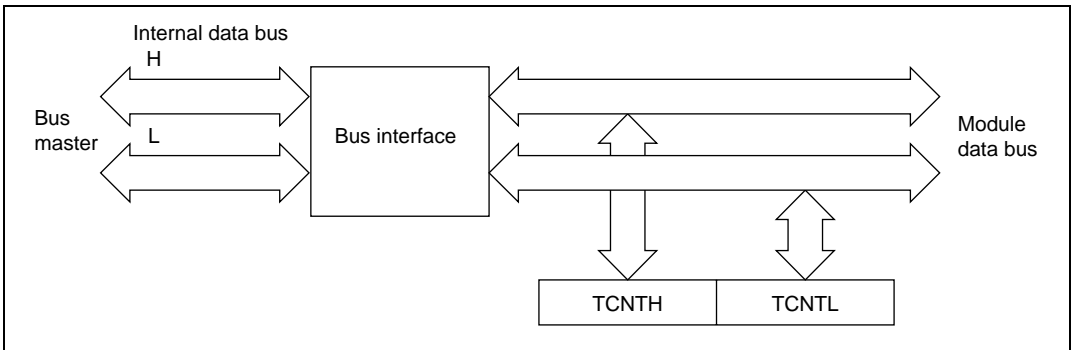 Internal data bus
H
Bus
master
L
Bus interface
Module
data bus
TCNTH
TCNTL